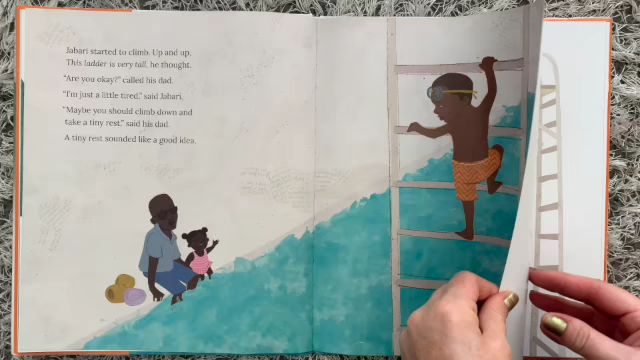 Jabari started to climb. Up and up.
This ladder is very tall, he thought.
"Are you okay?" called his dad.
"I'm just a little tired," said Jabari.
"Maybe you should climb down and
take a tiny rest," said his dad.
A tiny rest sounded like a good idea.